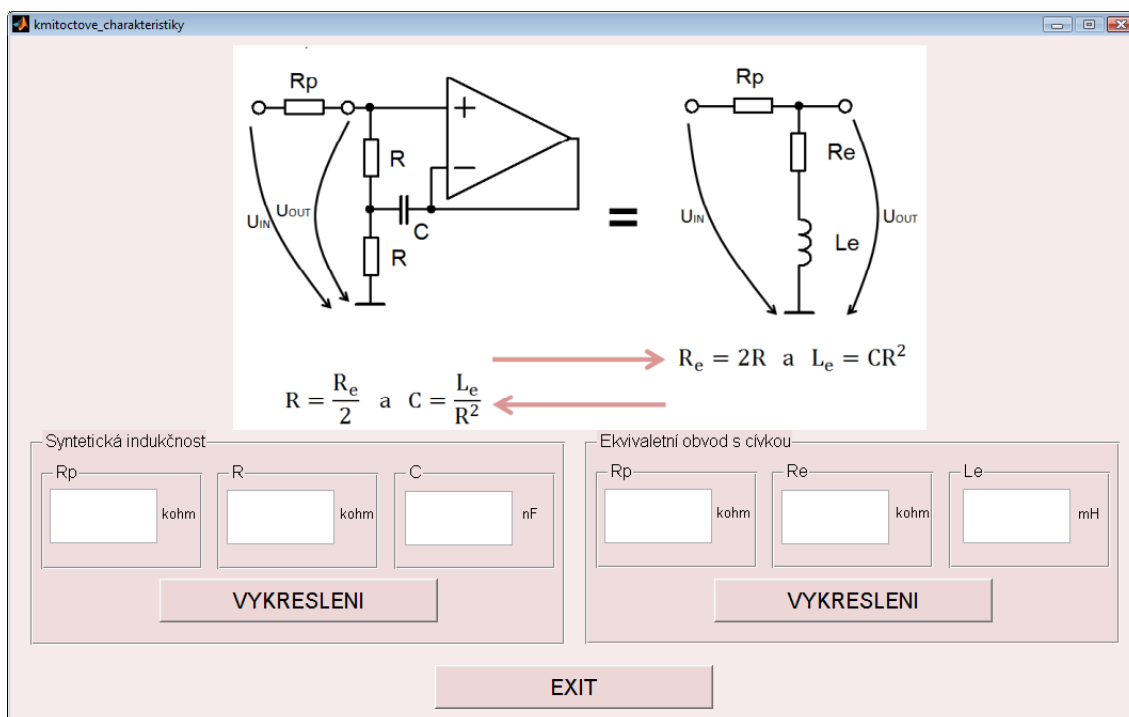 kmitoctove_charakteristiky
Rp
+
R
−
UIN UOUT
C
R
=
Rp
Re
UIN
UOUT
Le
Re = 2R a Le = CR²
R = Re/2 a C = Le/R²
Syntetická indukčnost
Rp R C
kohm kohm nF
VYKRESLENI
Ekvivaletní obvod s cívkou
Rp Re Le
kohm kohm mH
VYKRESLENI
EXIT